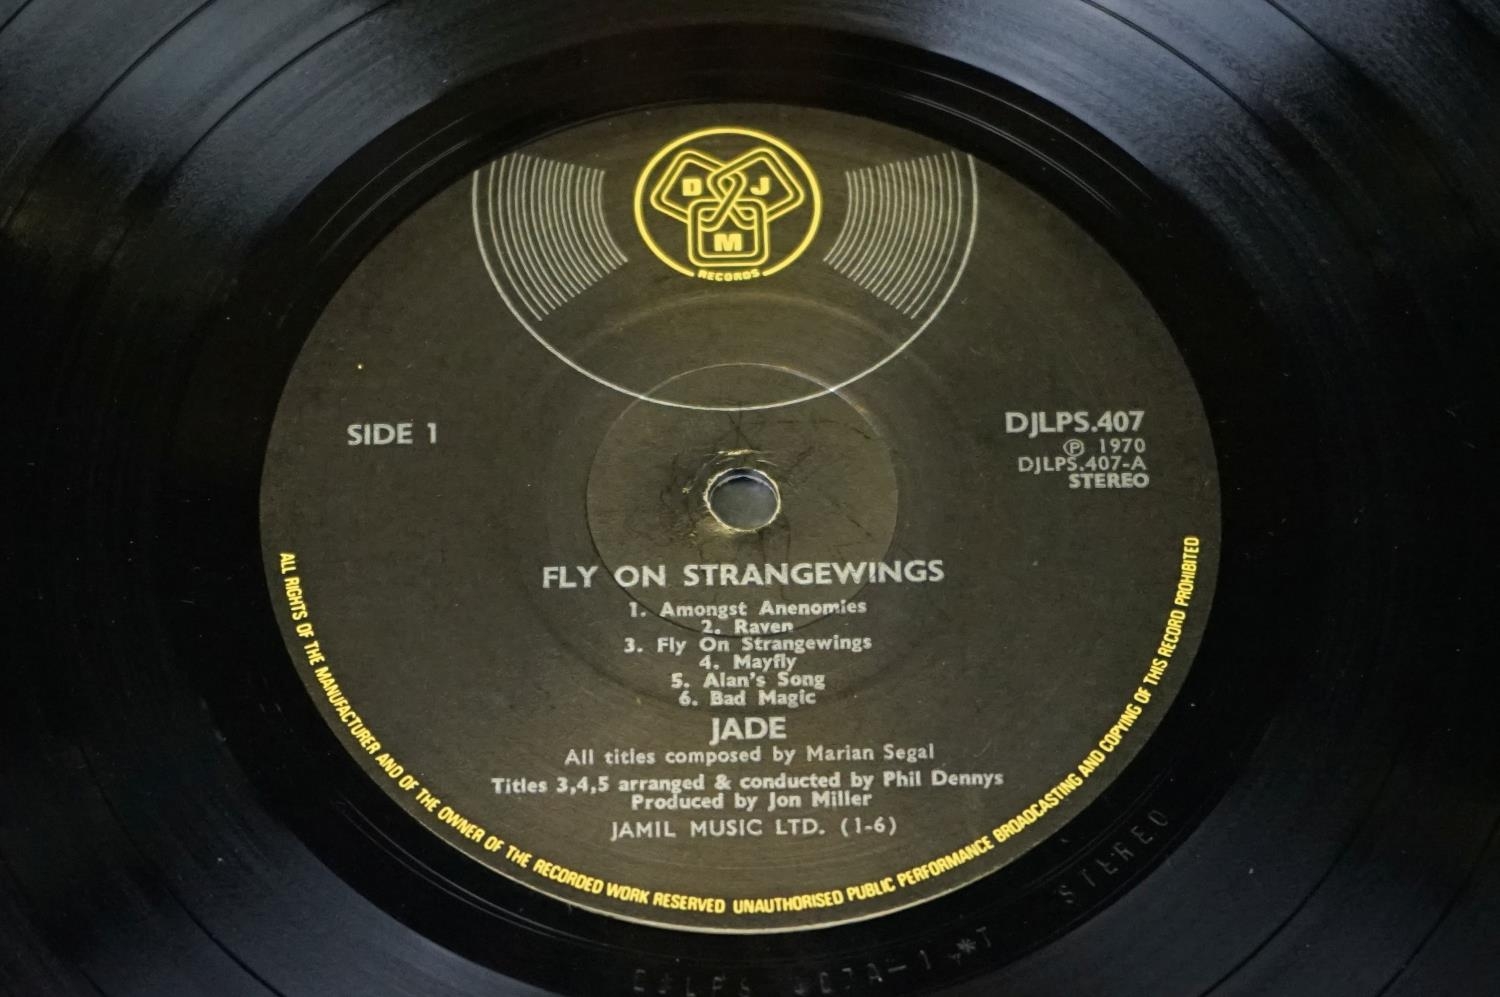 D J
M
RECORDS
SIDE 1
DJLPS.407
℗ 1970
DJLPS.407-A
STEREO
FLY ON STRANGEWINGS
1. Amongst Anenomies
2. Raven
3. Fly On Strangewings
4. Mayfly
5. Alan's Song
6. Bad Magic
JADE
All titles composed by Marian Segal
Titles 3,4,5 arranged & conducted by Phil Dennys
Produced by Jon Miller
JAMIL MUSIC LTD. (1-6)
ALL RIGHTS OF THE MANUFACTURER AND OF THE OWNER OF THE RECORDED WORK RESERVED UNAUTHORISED PUBLIC PERFORMANCE BROADCASTING AND COPYING OF THIS RECORD PROHIBITED
STEREO